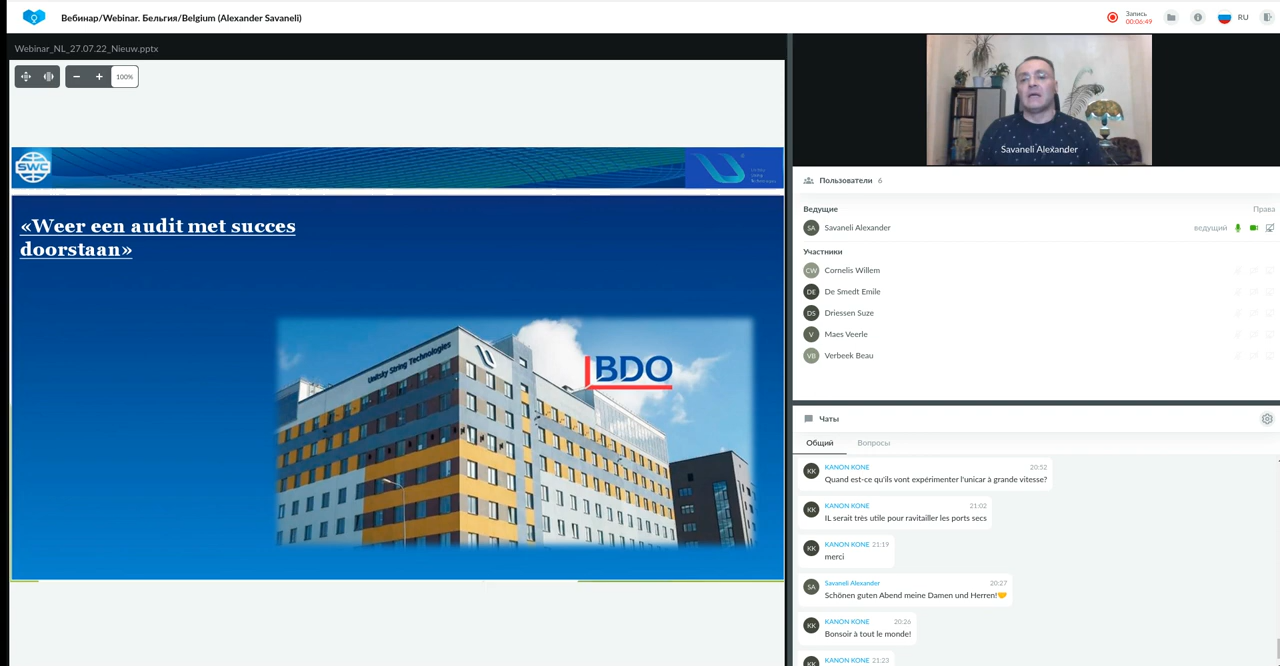 Вебинар/Webinar. Бельгия/Belgium (Alexander Savaneli)
Запись
00:06:49
RU
Webinar_NL_27.07.22_Nieuw.pptx
100%
SWC
«Weer een audit met succes
doorstaan»
Unitsky String Technologies
BDO
Savaneli Alexander
Пользователи 6
Ведущие
Права
SA Savaneli Alexander ведущий
Участники
CW Cornelis Willem
DE De Smedt Emile
DS Driessen Suze
V Maes Veerle
VB Verbeek Beau
Чаты
Общий Вопросы
KK KANON KONE 20:52
Quand est-ce qu'ils vont expérimenter l'unicar à grande vitesse?
KK KANON KONE 21:02
IL serait très utile pour ravitailler les ports secs
KK KANON KONE 21:19
merci
SA Savaneli Alexander 20:27
Schönen guten Abend meine Damen und Herren!🤝
KK KANON KONE 20:26
Bonsoir à tout le monde!
KK KANON KONE 21:23